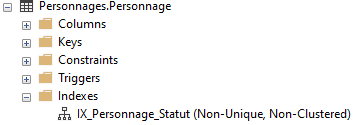 Personnages.Personnage
Columns
Keys
Constraints
Triggers
Indexes
IX_Personnage_Statut (Non-Unique, Non-Clustered)